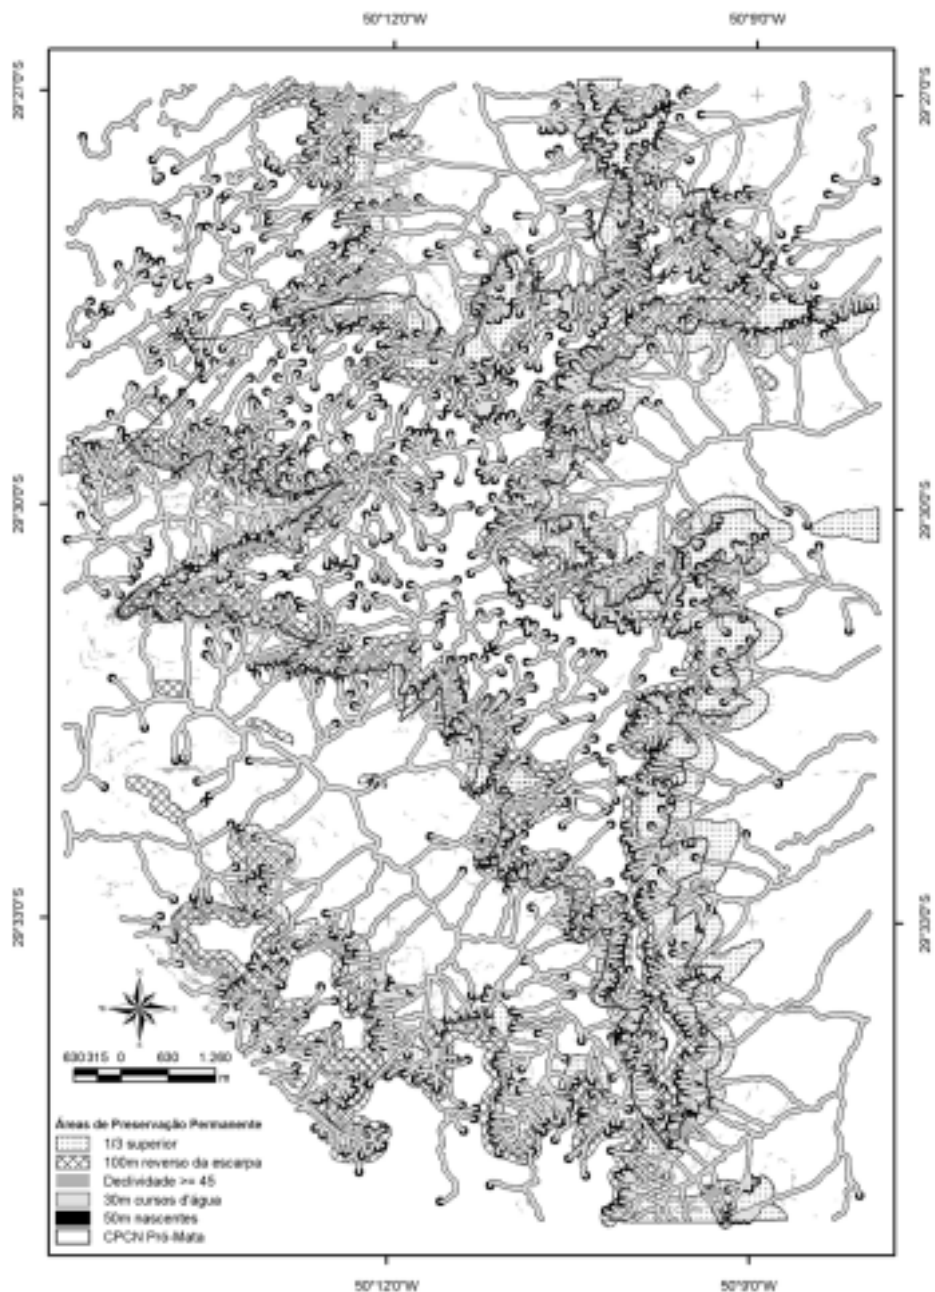 50°12'0"W 50°9'0"W
29°27'0"S 29°27'0"S
29°30'0"S 29°30'0"S
29°33'0"S 29°33'0"S
630 315 0 630 1.260
m
Áreas de Preservação Permanente
1/3 superior
100m reverso da escarpa
Declividade >= 45
30m cursos d'água
50m nascentes
CPCN Pró-Mata
50°12'0"W 50°9'0"W